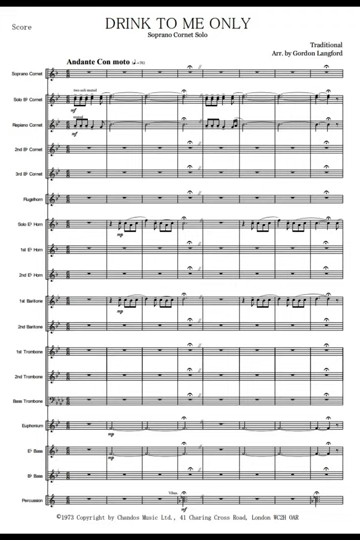 Score
DRINK TO ME ONLY
Soprano Cornet Solo
Traditional
Arr. by Gordon Langford
Andante Con moto
Soprano Cornet
Solo B♭ Cornet
mf
Repiano Cornet
mf
2nd B♭ Cornet
3rd B♭ Cornet
Flugelhorn
Solo E♭ Horn
mp
1st E♭ Horn
2nd E♭ Horn
1st Baritone
mp
2nd Baritone
1st Trombone
2nd Trombone
Bass Trombone
Euphonium
mp
E♭ Bass
mp
B♭ Bass
Percussion
mf
©1973 Copyright by Chandos Music Ltd., 41 Charing Cross Road, London WC2H 0AR